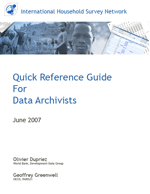 International Household Survey Network
Quick Reference Guide
For
Data Archivists
June 2007
Olivier Dupriez
World Bank, Development Data Group
Geoffrey Greenwell